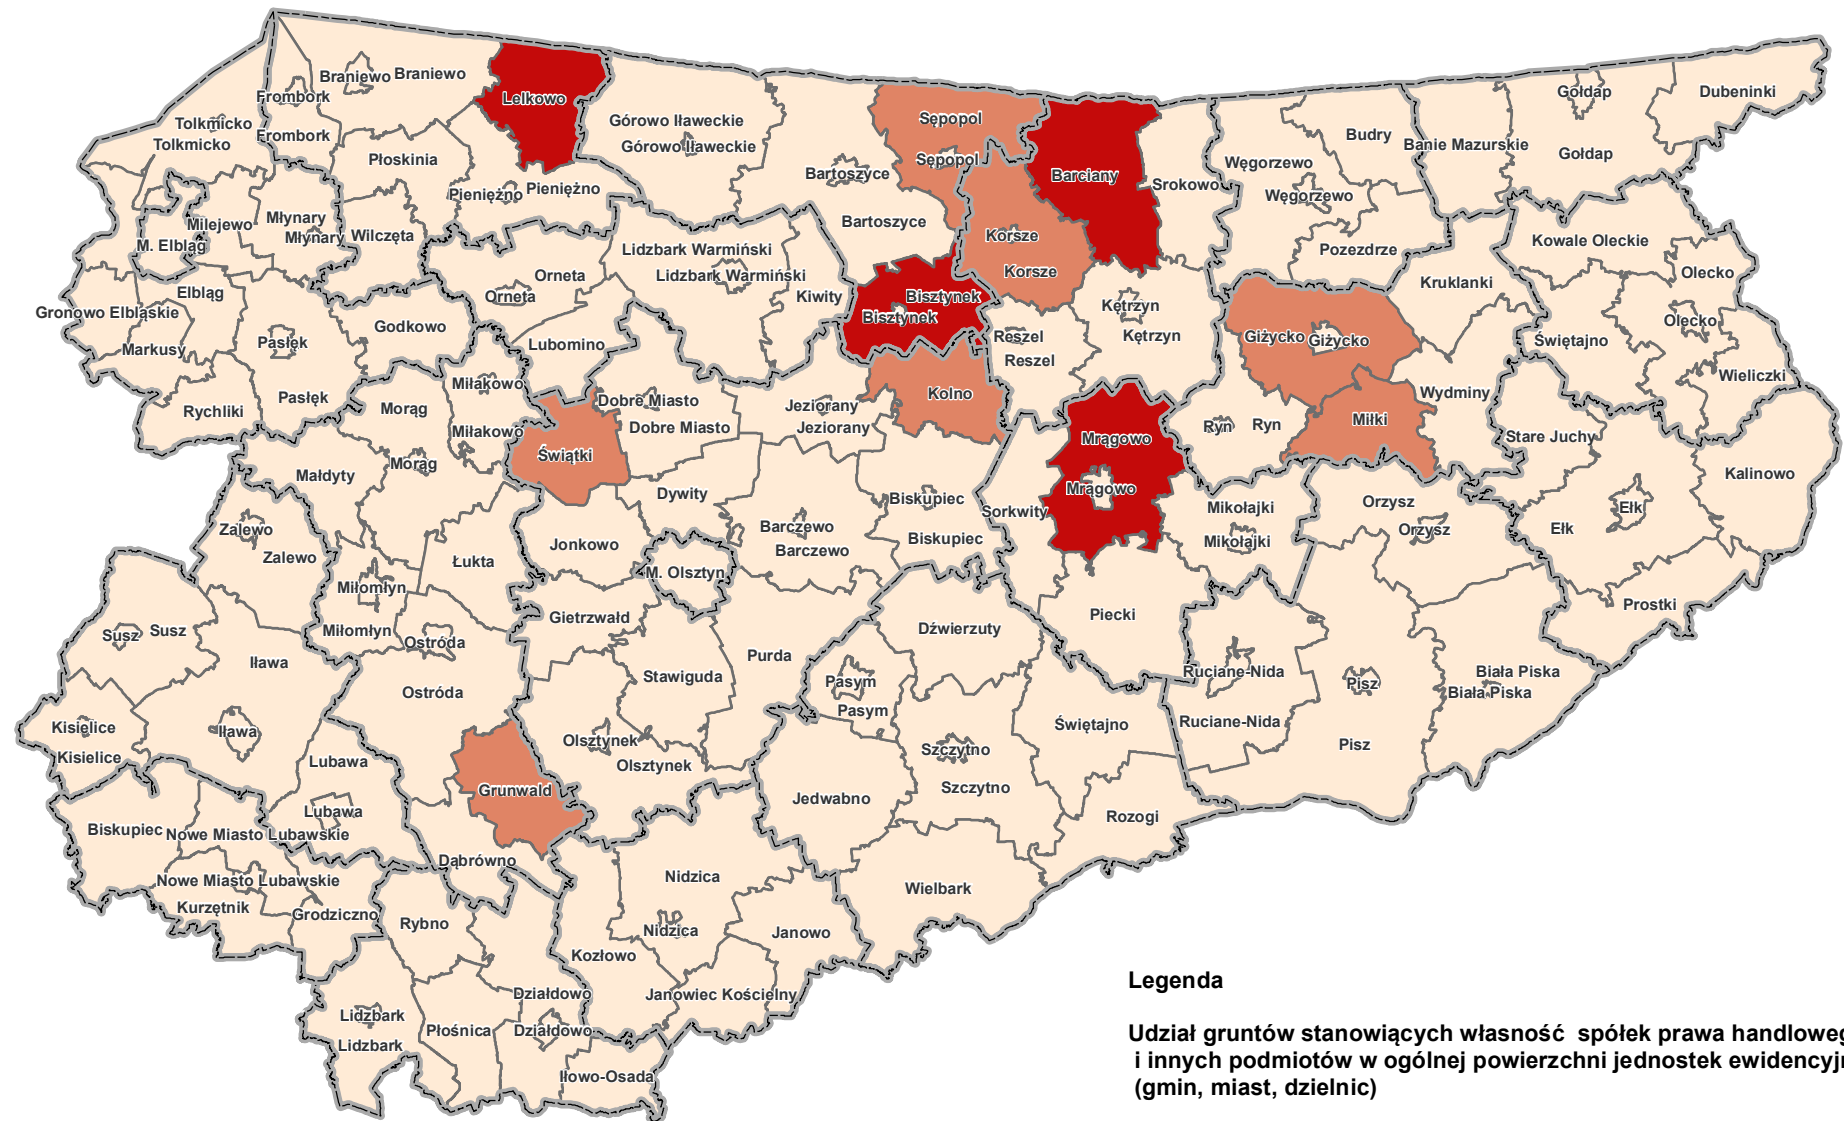 Braniewo
Braniewo
Lelkowo
Frombork
Frombork
Tolkmicko
Tolkmicko
Płoskinia
Pieniężno
Pieniężno
Górowo Iławeckie
Górowo Iławeckie
Sępopol
Sępopol
Bartoszyce
Bartoszyce
Barciany
Srokowo
Węgorzewo
Węgorzewo
Budry
Banie Mazurskie
Gołdap
Gołdap
Dubeninki
Milejewo
Młynary
Młynary
M. Elbląg
Wilczęta
Lidzbark Warmiński
Lidzbark Warmiński
Orneta
Orneta
Kiwity
Korsze
Korsze
Pozezdrze
Kruklanki
Kowale Oleckie
Olecko
Olecko
Elbląg
Gronowo Elbląskie
Markusy
Pasłęk
Pasłęk
Godkowo
Lubomino
Bisztynek
Bisztynek
Reszel
Reszel
Kętrzyn
Kętrzyn
Giżycko
Giżycko
Świętajno
Wieliczki
Rychliki
Morąg
Morąg
Miłakowo
Miłakowo
Dobre Miasto
Dobre Miasto
Jeziorany
Jeziorany
Kolno
Mrągowo
Mrągowo
Ryn
Ryn
Miłki
Wydminy
Stare Juchy
Kalinowo
Małdyty
Świątki
Dywity
Biskupiec
Biskupiec
Sorkwity
Mikołajki
Mikołajki
Orzysz
Orzysz
Ełk
Ełk
Zalewo
Zalewo
Łukta
Jonkowo
Barczewo
Barczewo
M. Olsztyn
Miłomłyn
Miłomłyn
Gietrzwałd
Dźwierzuty
Piecki
Prostki
Susz
Susz
Iława
Iława
Ostróda
Ostróda
Stawiguda
Purda
Pasym
Pasym
Ruciane-Nida
Ruciane-Nida
Pisz
Pisz
Biała Piska
Biała Piska
Kisielice
Kisielice
Lubawa
Lubawa
Olsztynek
Olsztynek
Szczytno
Szczytno
Świętajno
Grunwald
Jedwabno
Rozogi
Biskupiec
Nowe Miasto Lubawskie
Nowe Miasto Lubawskie
Dąbrówno
Nidzica
Nidzica
Wielbark
Kurzętnik
Grodziczno
Rybno
Janowo
Kozłowo
Janowiec Kościelny
Działdowo
Działdowo
Lidzbark
Lidzbark
Płośnica
Iłowo-Osada
Legenda
Udział gruntów stanowiących własność spółek prawa handloweg
i innych podmiotów w ogólnej powierzchni jednostek ewidencyjn
(gmin, miast, dzielnic)